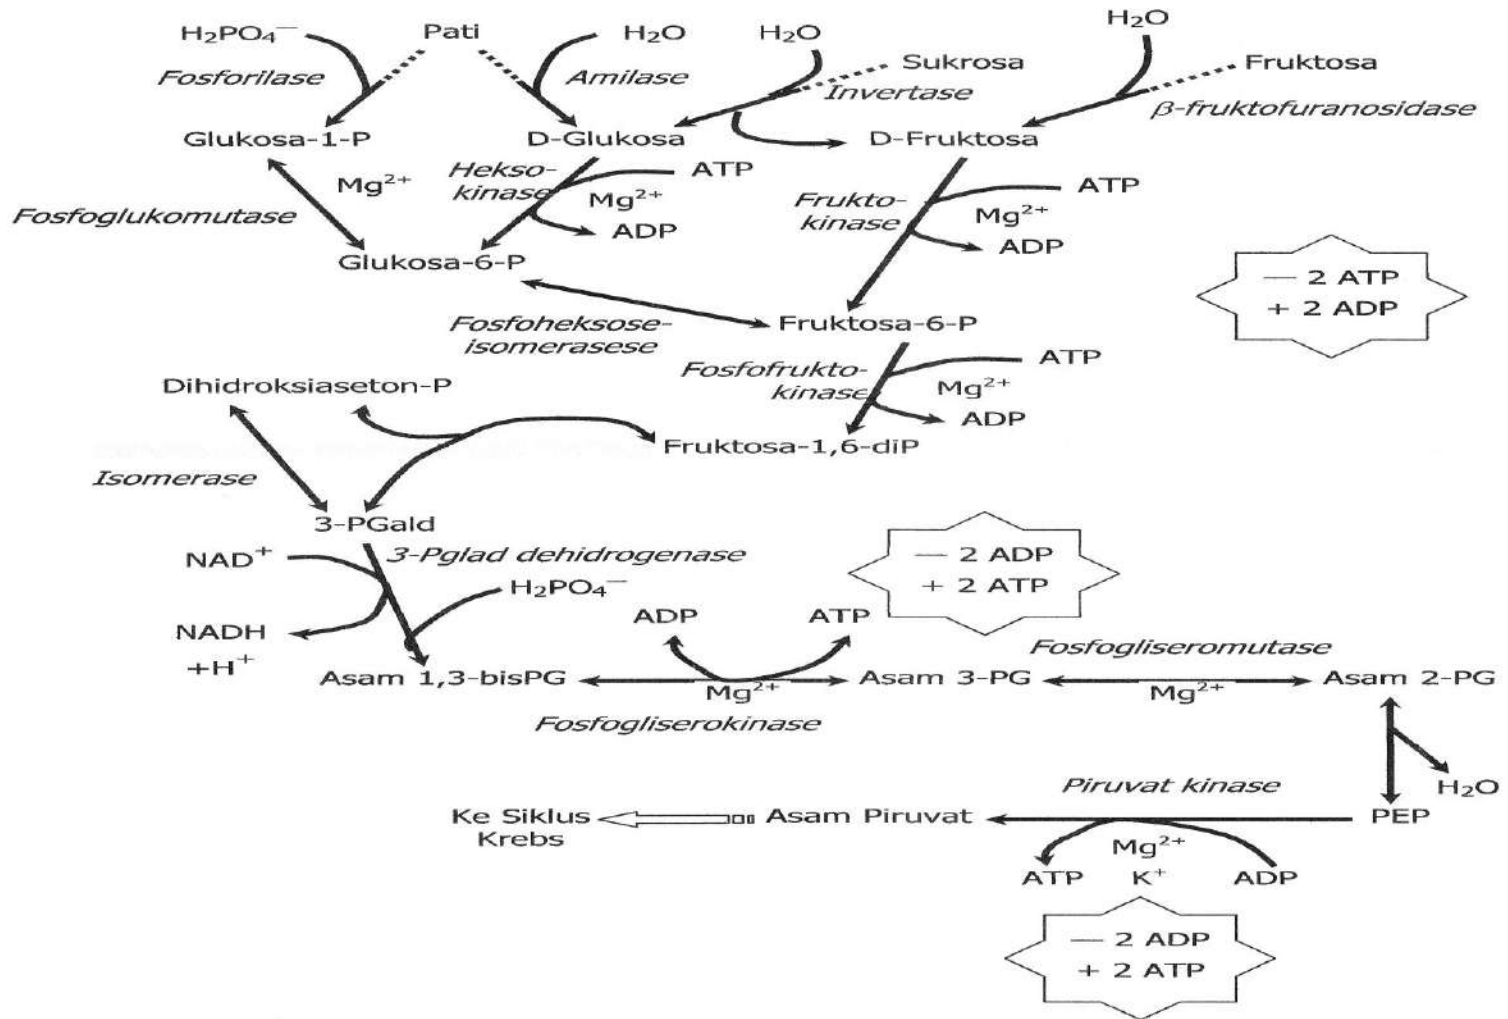 H₂PO₄⁻
Pati
H₂O
H₂O
H₂O
Fosforilase
Amilase
Sukrosa
Fruktosa
Invertase
β-fruktofuranosidase
Glukosa-1-P
D-Glukosa
D-Fruktosa
Mg²⁺
Hekso-
kinase
ATP
Mg²⁺
ADP
Frukto-
kinase
ATP
Mg²⁺
ADP
Fosfoglukomutase
Glukosa-6-P
— 2 ATP
+ 2 ADP
Fosfoheksose-
isomerasese
Fruktosa-6-P
Fosfofrukto-
kinase
ATP
Mg²⁺
ADP
Dihidroksiaseton-P
Fruktosa-1,6-diP
Isomerase
3-PGald
NAD⁺
3-Pglad dehidrogenase
H₂PO₄⁻
— 2 ADP
+ 2 ATP
NADH
+H⁺
ADP
ATP
Fosfogliseromutase
Asam 1,3-bisPG
Mg²⁺
Asam 3-PG
Mg²⁺
Asam 2-PG
Fosfogliserokinase
H₂O
Piruvat kinase
Ke Siklus
Krebs
Asam Piruvat
PEP
Mg²⁺
ATP
K⁺
ADP
— 2 ADP
+ 2 ATP